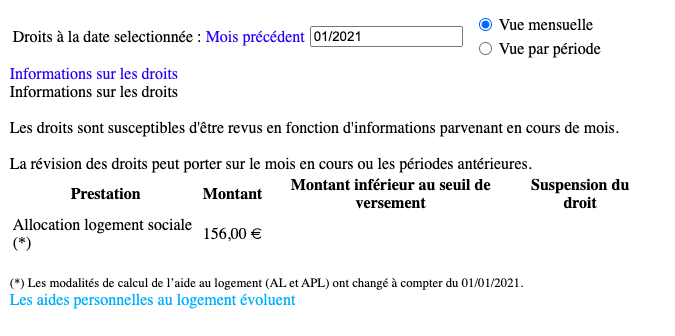 Droits à la date selectionnée : Mois précédent 01/2021
Vue mensuelle
Vue par période
Informations sur les droits
Informations sur les droits
Les droits sont susceptibles d'être revus en fonction d'informations parvenant en cours de mois.
La révision des droits peut porter sur le mois en cours ou les périodes antérieures.
Prestation Montant Montant inférieur au seuil de versement Suspension du droit
Allocation logement sociale (*) 156,00 €
(*) Les modalités de calcul de l’aide au logement (AL et APL) ont changé à compter du 01/01/2021.
Les aides personnelles au logement évoluent